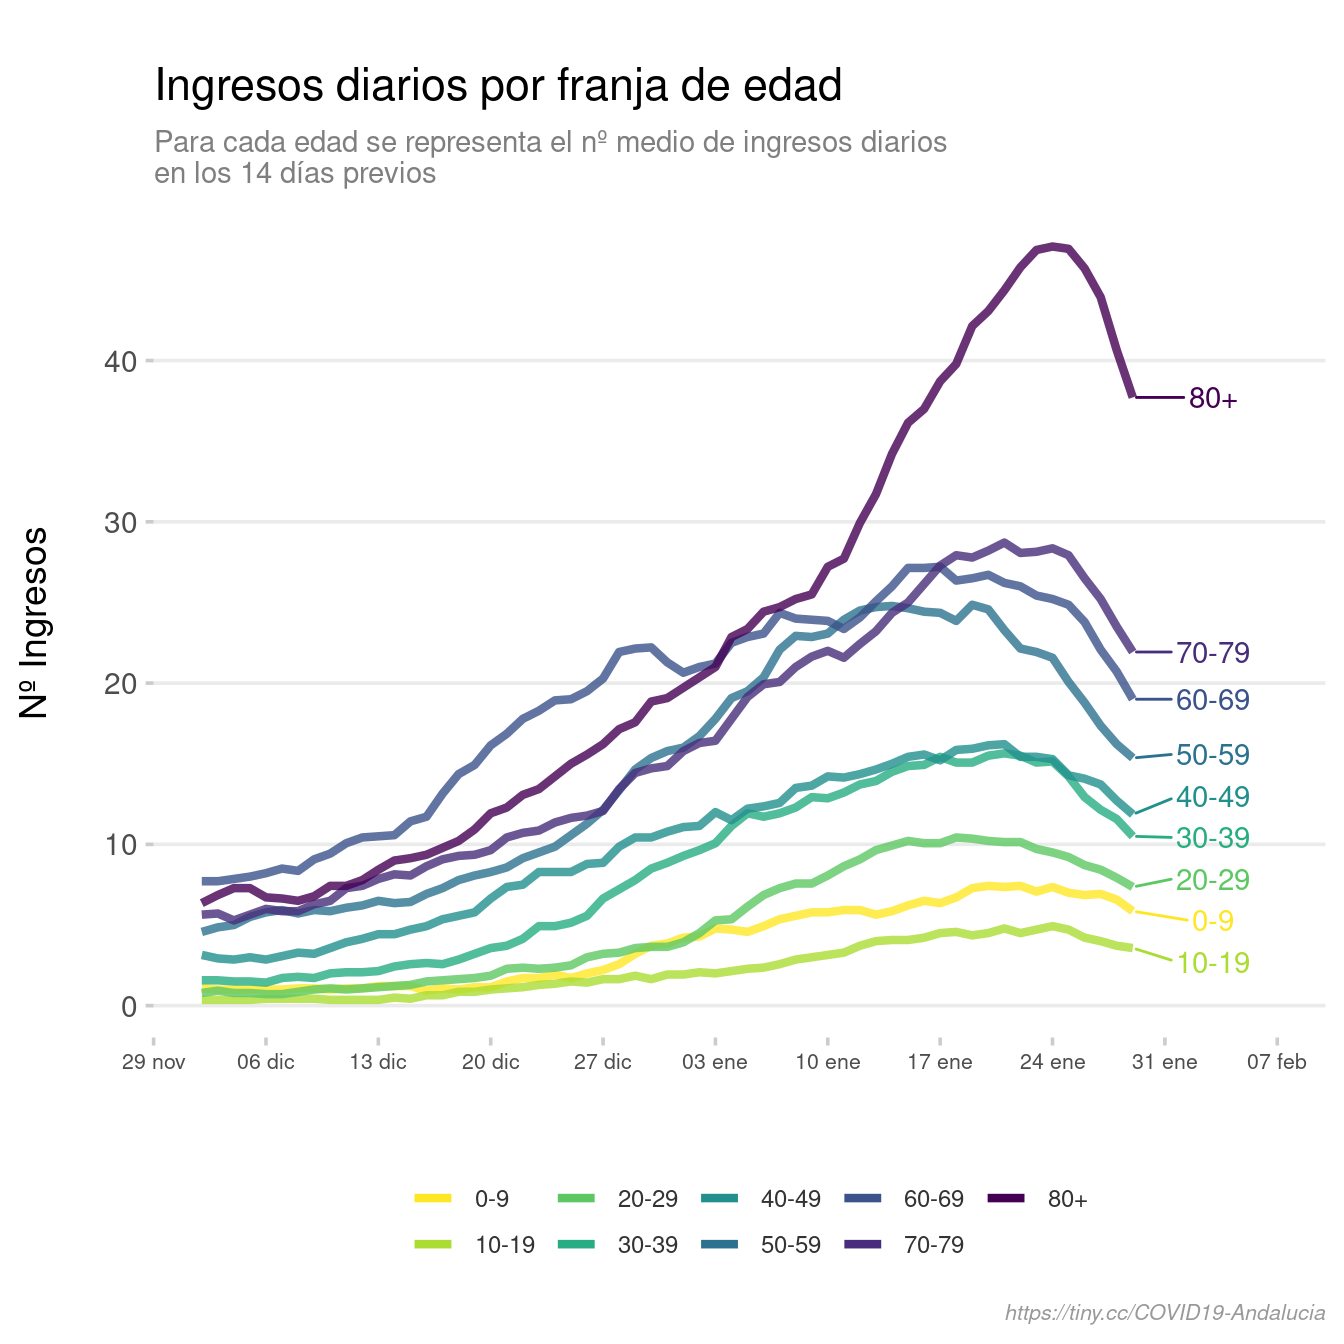 Ingresos diarios por franja de edad
Para cada edad se representa el nº medio de ingresos diarios
en los 14 días previos
Nº Ingresos
40
30
20
10
0
80+
70-79
60-69
50-59
40-49
30-39
20-29
0-9
10-19
29 nov 06 dic 13 dic 20 dic 27 dic 03 ene 10 ene 17 ene 24 ene 31 ene 07 feb
0-9 20-29 40-49 60-69 80+
10-19 30-39 50-59 70-79
https://tiny.cc/COVID19-Andalucia